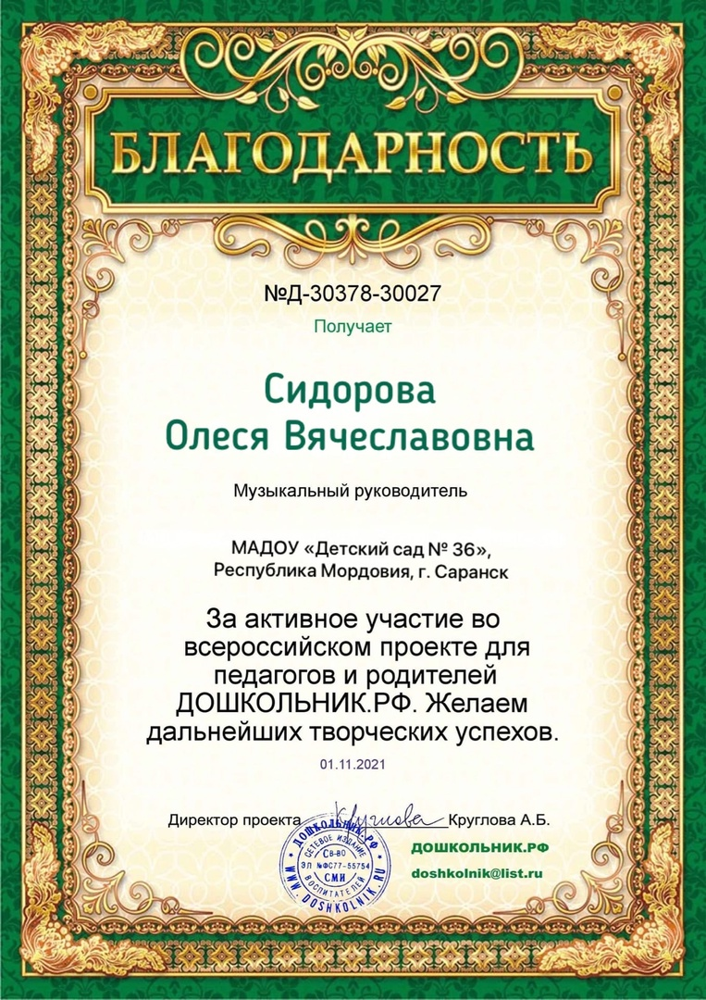 БЛАГОДАРНОСТЬ
№Д-30378-30027
Получает
Сидорова
Олеся Вячеславовна
Музыкальный руководитель
МАДОУ «Детский сад № 36»,
Республика Мордовия, г. Саранск
За активное участие во
всероссийском проекте для
педагогов и родителей
ДОШКОЛЬНИК.РФ. Желаем
дальнейших творческих успехов.
01.11.2021
Директор проекта Круглова Круглова А.Б.
ДОШКОЛЬНИК.РФ
doshkolnik@list.ru
ДОШКОЛЬНИК.РФ
WWW.DOSHKOLNIK.RU
СЕТЕВОЕ ИЗДАНИЕ
СВ-ВО
ЭЛ №ФС77-55754
СМИ
ВОСПИТАТЕЛЕЙ